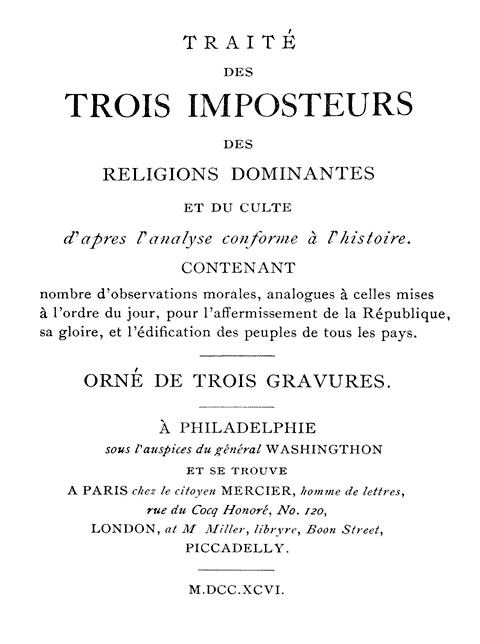 TRAITÉ
DES
TROIS IMPOSTEURS
DES
RELIGIONS DOMINANTES
ET DU CULTE
d'apres l'analyse conforme à l'histoire.
CONTENANT
nombre d'observations morales, analogues à celles mises
à l'ordre du jour, pour l'affermissement de la République,
sa gloire, et l'édification des peuples de tous les pays.
ORNÉ DE TROIS GRAVURES.
À PHILADELPHIE
sous l'auspices du général WASHINGTHON
ET SE TROUVE
A PARIS chez le citoyen MERCIER, homme de lettres,
rue du Cocq Honoré, No. 120,
LONDON, at M Miller, libryre, Boon Street,
PICCADELLY.
M.DCC.XCVI.